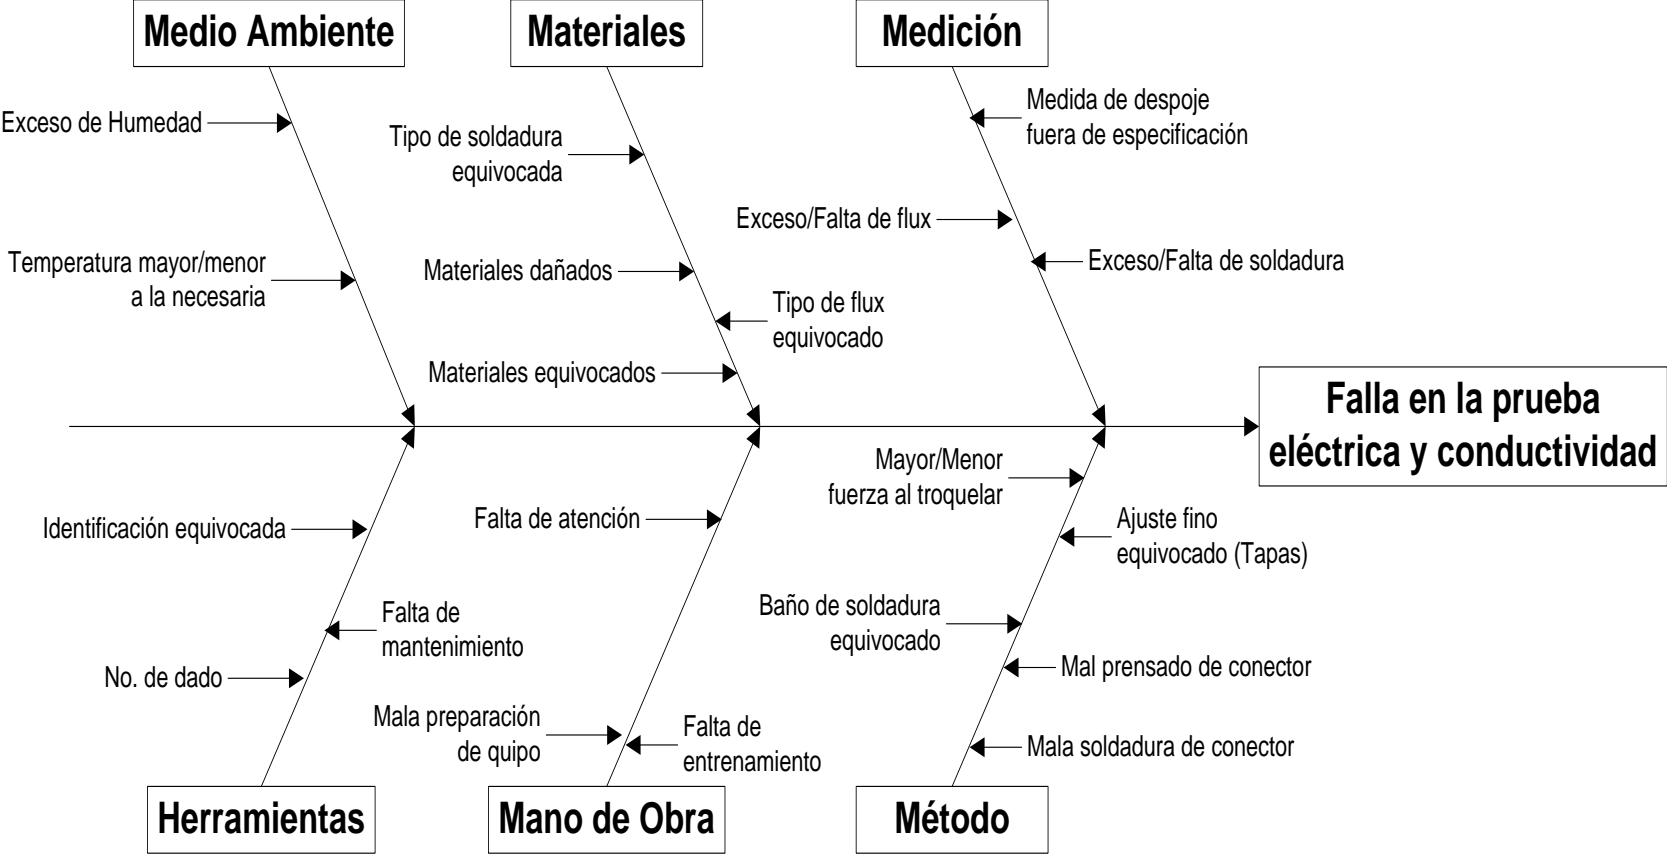 Medio Ambiente
Materiales
Medición
Exceso de Humedad
Temperatura mayor/menor
a la necesaria
Tipo de soldadura
equivocada
Materiales dañados
Tipo de flux
equivocado
Materiales equivocados
Medida de despoje
fuera de especificación
Exceso/Falta de flux
Exceso/Falta de soldadura
Falla en la prueba
eléctrica y conductividad
Identificación equivocada
Falta de
mantenimiento
No. de dado
Falta de atención
Mala preparación
de quipo
Falta de
entrenamiento
Mayor/Menor
fuerza al troquelar
Ajuste fino
equivocado (Tapas)
Baño de soldadura
equivocado
Mal prensado de conector
Mala soldadura de conector
Herramientas
Mano de Obra
Método